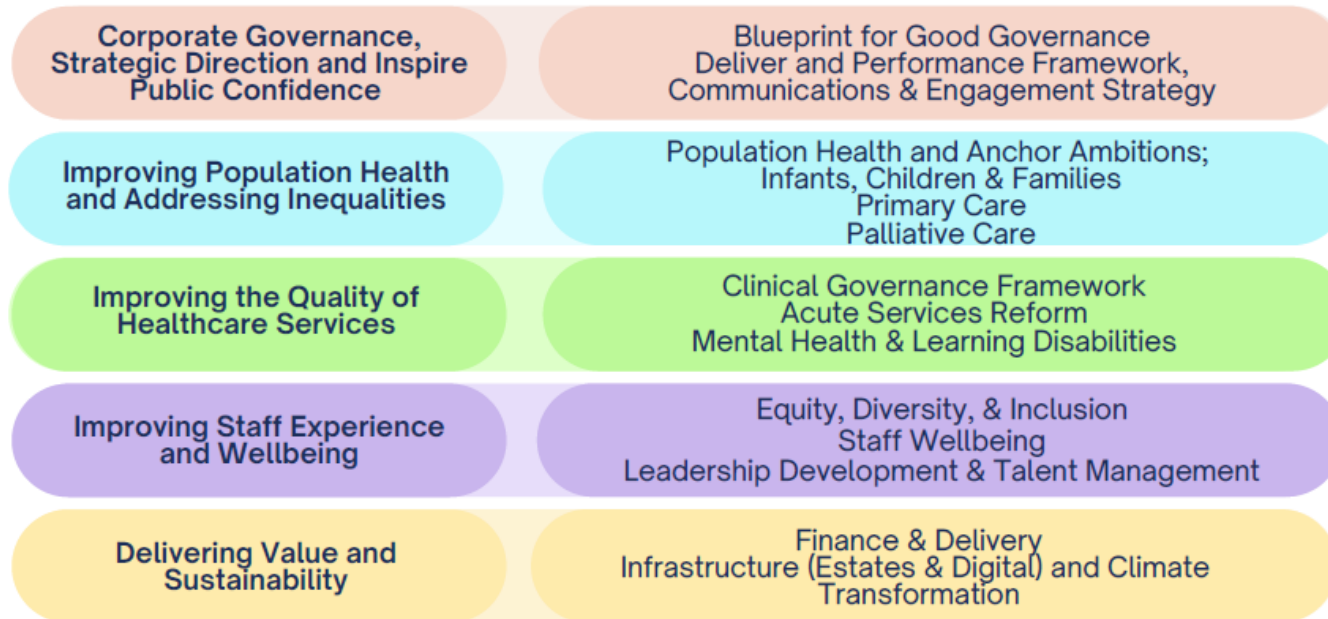 Corporate Governance,
Strategic Direction and Inspire
Public Confidence
Blueprint for Good Governance
Deliver and Performance Framework,
Communications & Engagement Strategy
Improving Population Health
and Addressing Inequalities
Population Health and Anchor Ambitions;
Infants, Children & Families
Primary Care
Palliative Care
Improving the Quality of
Healthcare Services
Clinical Governance Framework
Acute Services Reform
Mental Health & Learning Disabilities
Improving Staff Experience
and Wellbeing
Equity, Diversity, & Inclusion
Staff Wellbeing
Leadership Development & Talent Management
Delivering Value and
Sustainability
Finance & Delivery
Infrastructure (Estates & Digital) and Climate
Transformation